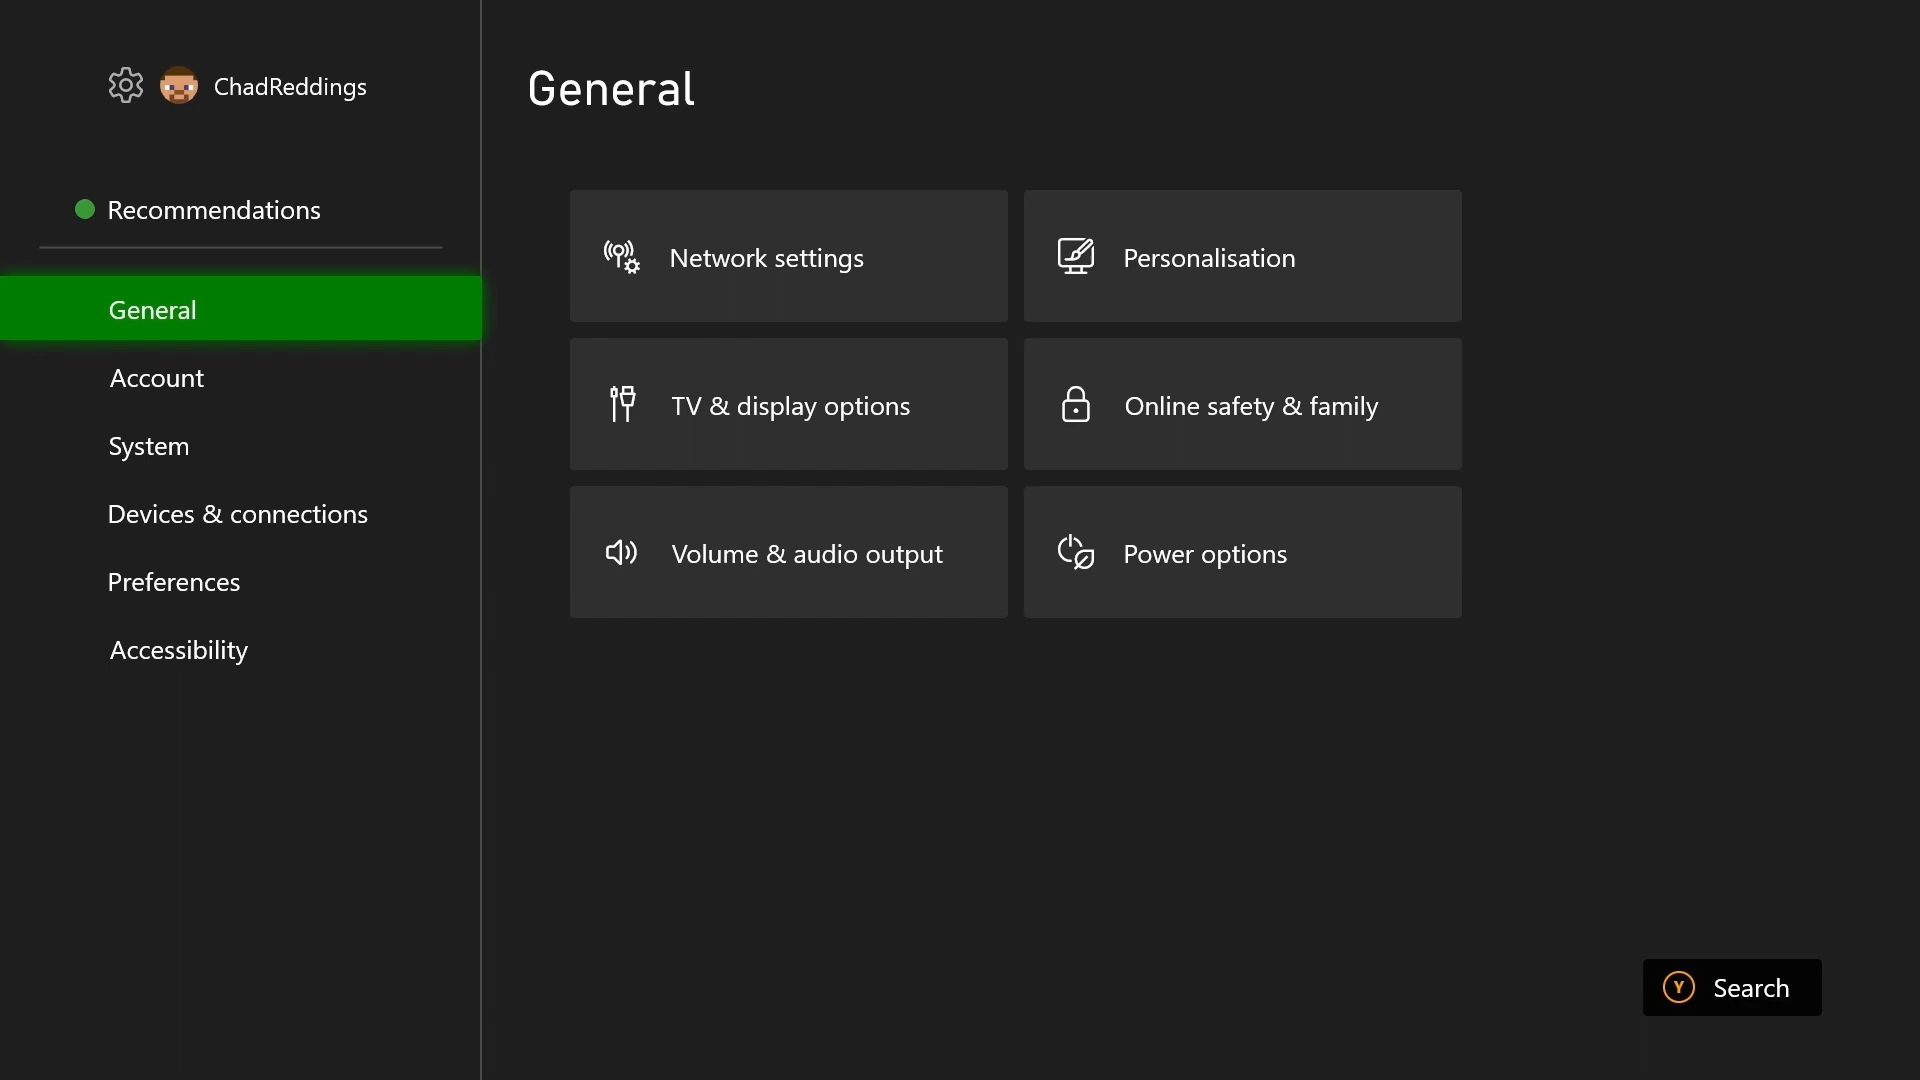 ChadReddings
Recommendations
General
Account
System
Devices & connections
Preferences
Accessibility
General
Network settings
Personalisation
TV & display options
Online safety & family
Volume & audio output
Power options
Y Search